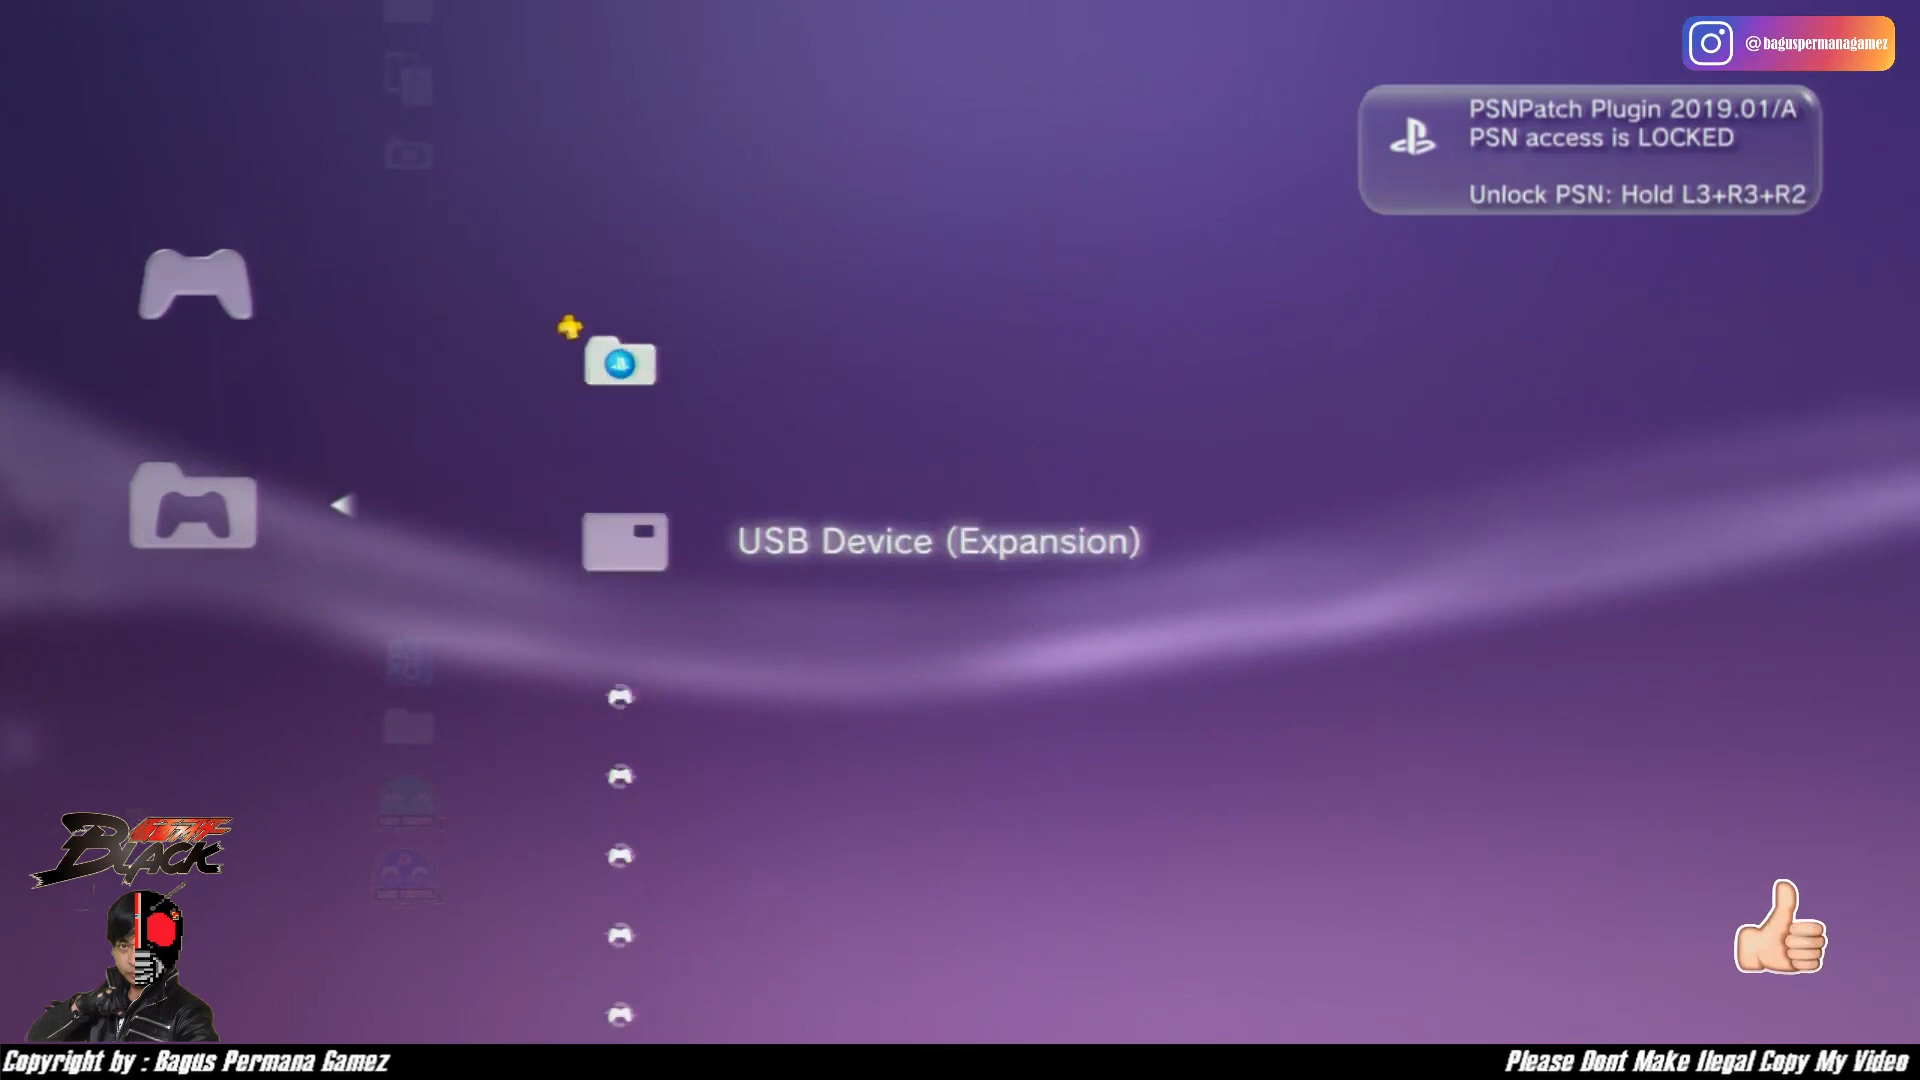 @baguspermanagamez
PSNPatch Plugin 2019.01/A
PSN access is LOCKED
Unlock PSN: Hold L3+R3+R2
USB Device (Expansion)
BLACK
Copyright by : Bagus Permana Gamez
Please Dont Make Ilegal Copy My Video